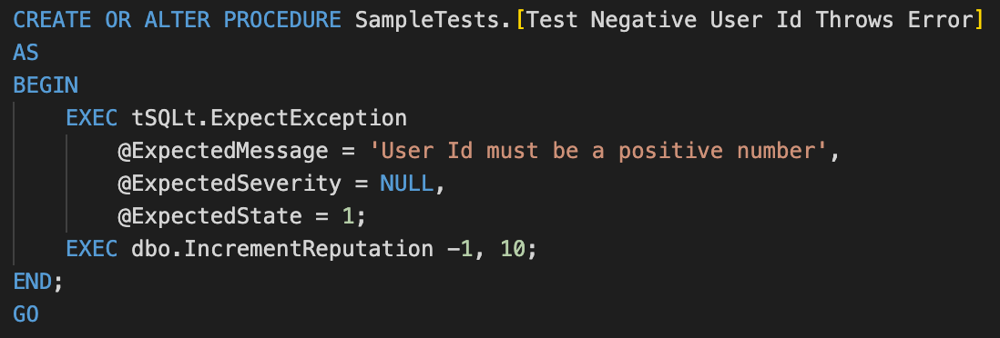 CREATE OR ALTER PROCEDURE SampleTests.[Test Negative User Id Throws Error]
AS
BEGIN
    EXEC tSQLt.ExpectException
        @ExpectedMessage = 'User Id must be a positive number',
        @ExpectedSeverity = NULL,
        @ExpectedState = 1;
    EXEC dbo.IncrementReputation -1, 10;
END;
GO